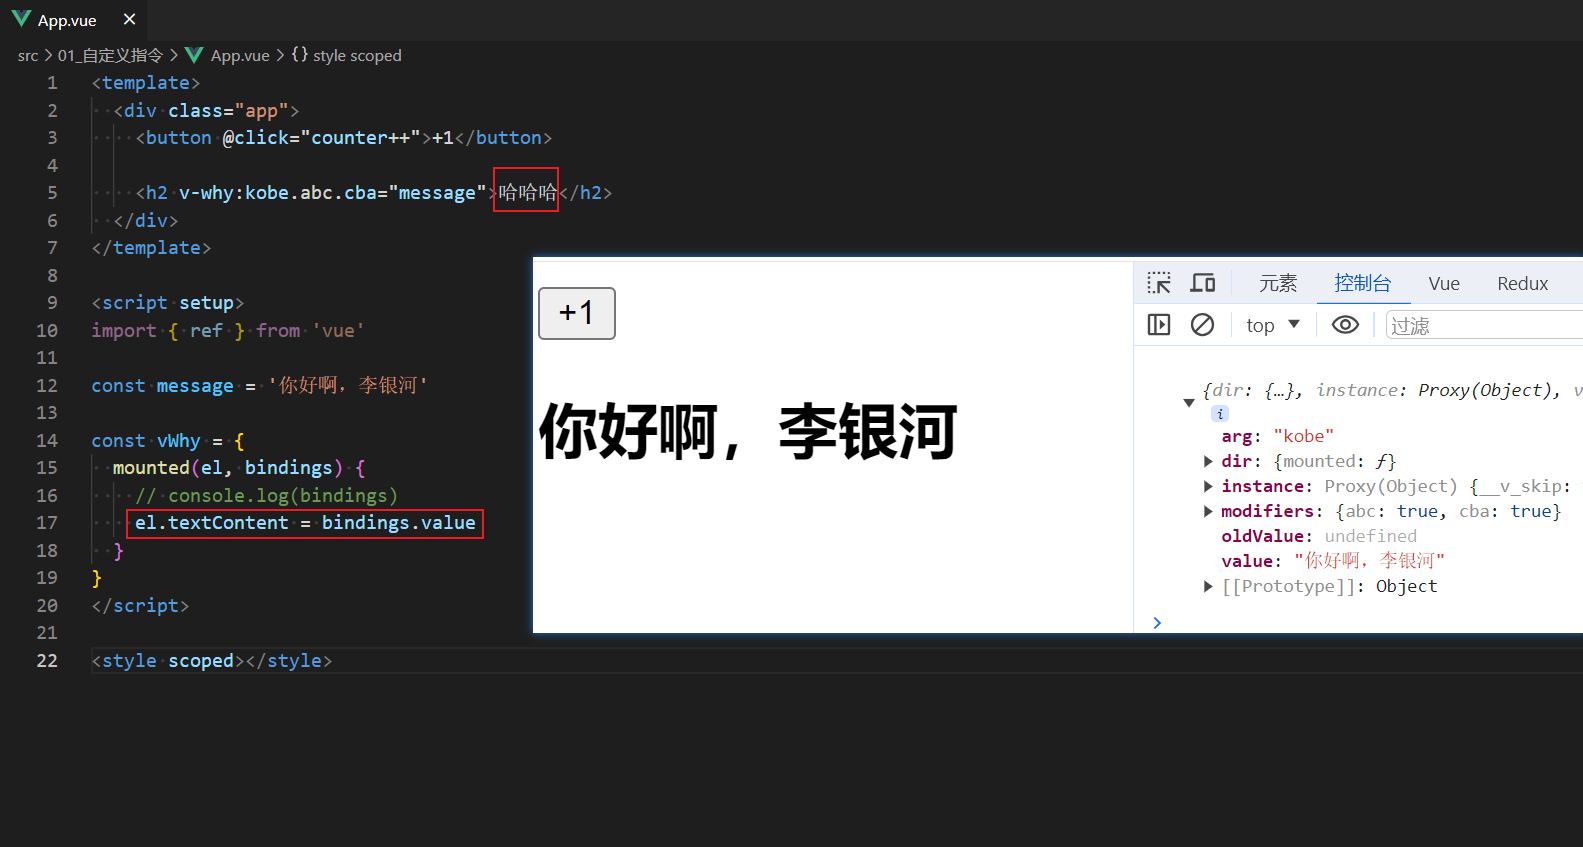 App.vue ×
src > 01_自定义指令 > App.vue > {} style scoped
1 <template>
2 <div class="app">
3 <button @click="counter++">+1</button>
4
5 <h2 v-why:kobe.abc.cba="message">哈哈哈</h2>
6 </div>
7 </template>
8
9 <script setup>
10 import { ref } from 'vue'
11
12 const message = '你好啊，李银河'
13
14 const vWhy = {
15 mounted(el, bindings) {
16 // console.log(bindings)
17 el.textContent = bindings.value
18 }
19 }
20 </script>
21
22 <style scoped></style>
+1
你好啊，李银河
元素 控制台 Vue Redux
top 过滤
{dir: {…}, instance: Proxy(Object), v
i
arg: "kobe"
dir: {mounted: ƒ}
instance: Proxy(Object) {__v_skip:
modifiers: {abc: true, cba: true}
oldValue: undefined
value: "你好啊，李银河"
[[Prototype]]: Object